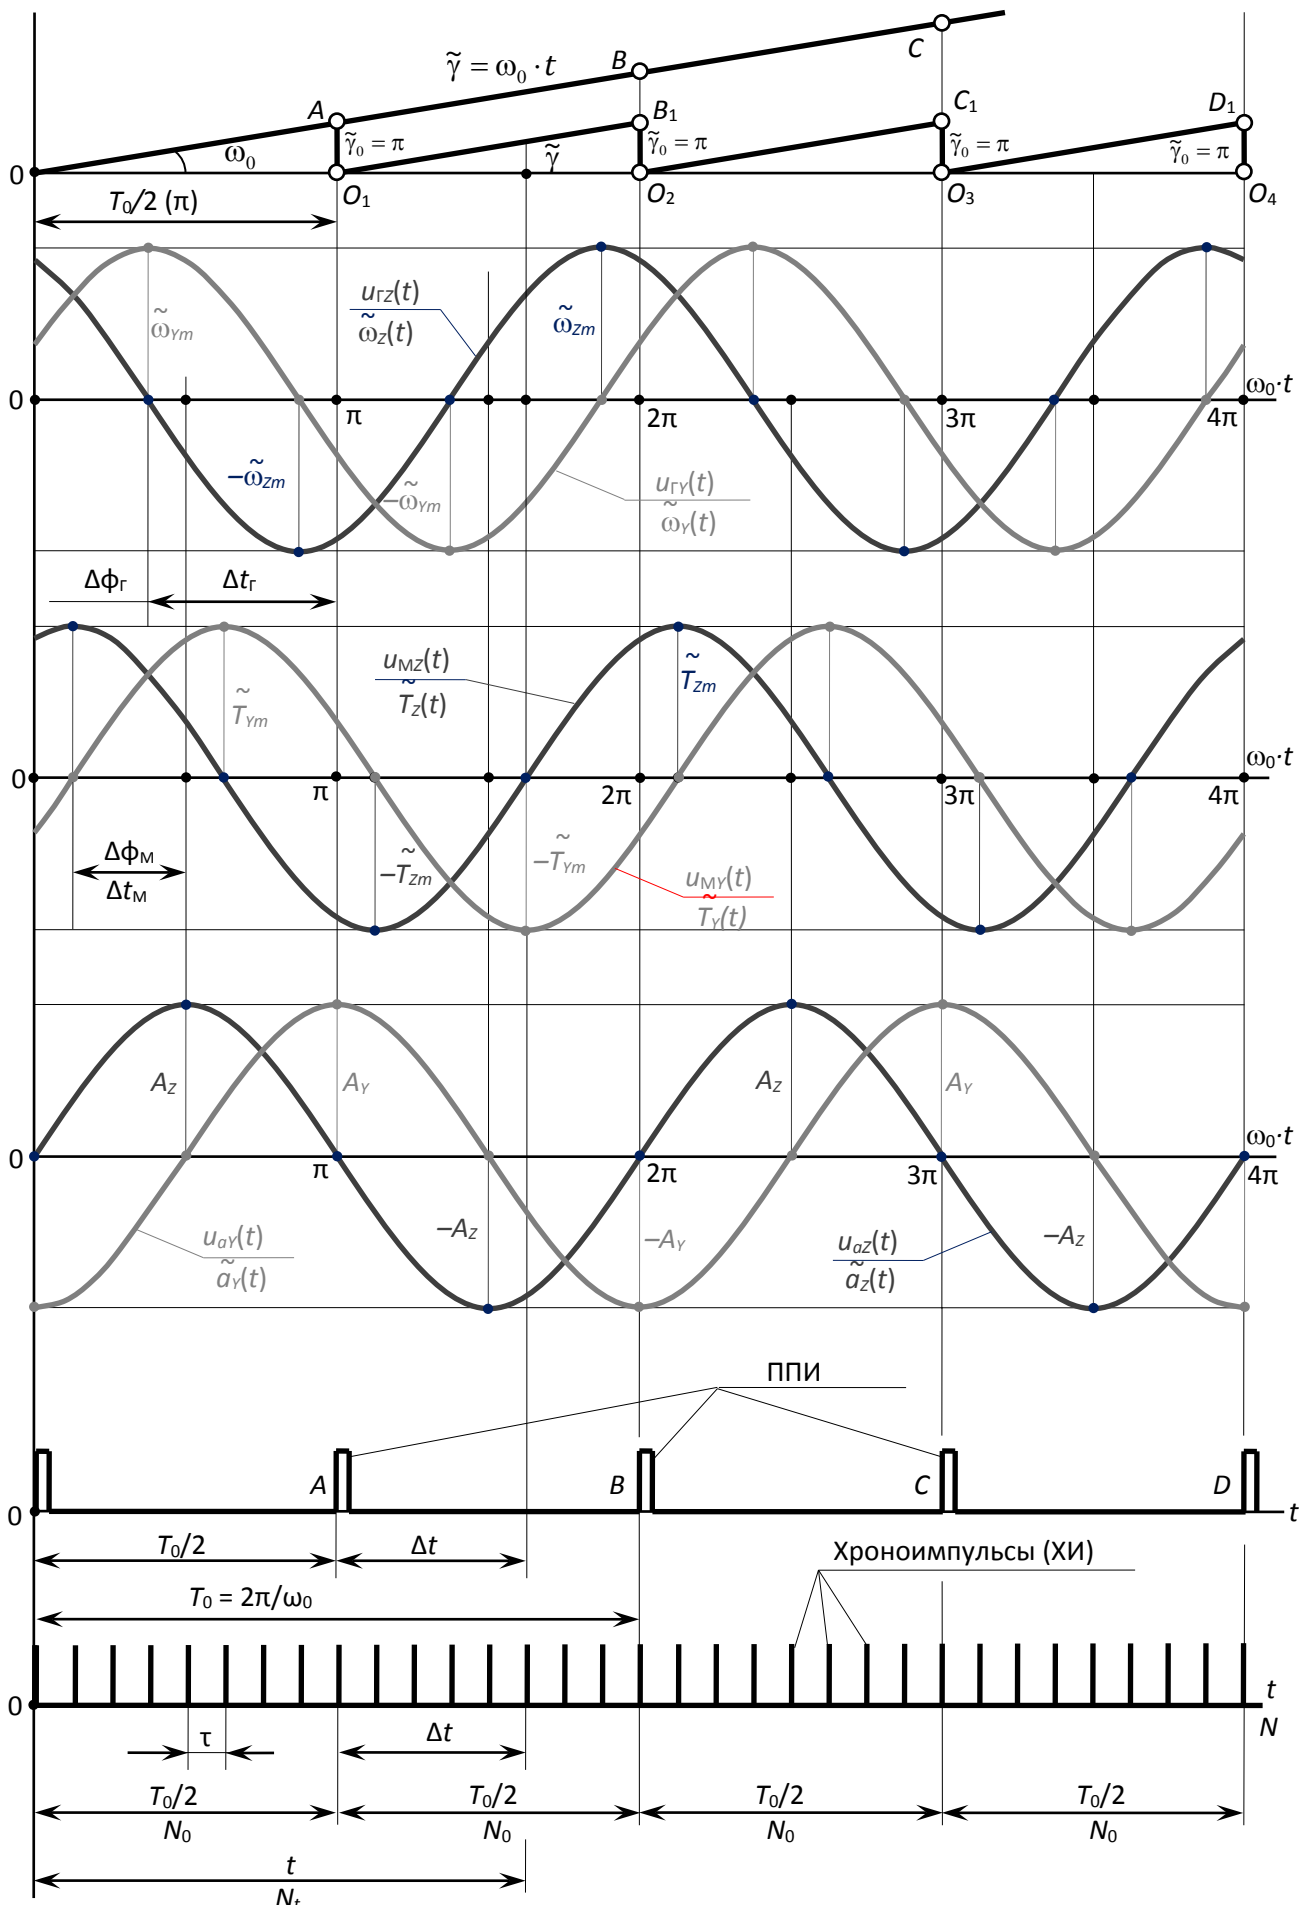 γ̃ = ω₀ · t
A
B
C
B₁
C₁
D₁
ω₀
γ̃₀ = π
γ̃
γ̃₀ = π
γ̃₀ = π
γ̃₀ = π
0
T₀/2 (π)
O₁
O₂
O₃
O₄
u_ГZ(t)
ω̃_Z(t)
ω̃_Ym
ω̃_Zm
0
π
2π
3π
4π
ω₀·t
–ω̃_Zm
–ω̃_Ym
u_ГY(t)
ω̃_Y(t)
Δφ_Г
Δt_Г
u_МZ(t)
T̃_Z(t)
T̃_Ym
T̃_Zm
0
π
2π
3π
4π
ω₀·t
Δφ_М
Δt_М
–T̃_Zm
–T̃_Ym
u_МY(t)
T̃_Y(t)
A_Z
A_Y
A_Z
A_Y
0
π
2π
3π
4π
ω₀·t
u_aY(t)
ã_Y(t)
–A_Z
–A_Y
u_aZ(t)
ã_Z(t)
–A_Z
ППИ
A
B
C
D
0
t
T₀/2
Δt
Хроноимпульсы (ХИ)
T₀ = 2π/ω₀
0
t
N
τ
Δt
T₀/2
T₀/2
T₀/2
T₀/2
N₀
N₀
N₀
N₀
t
N_t